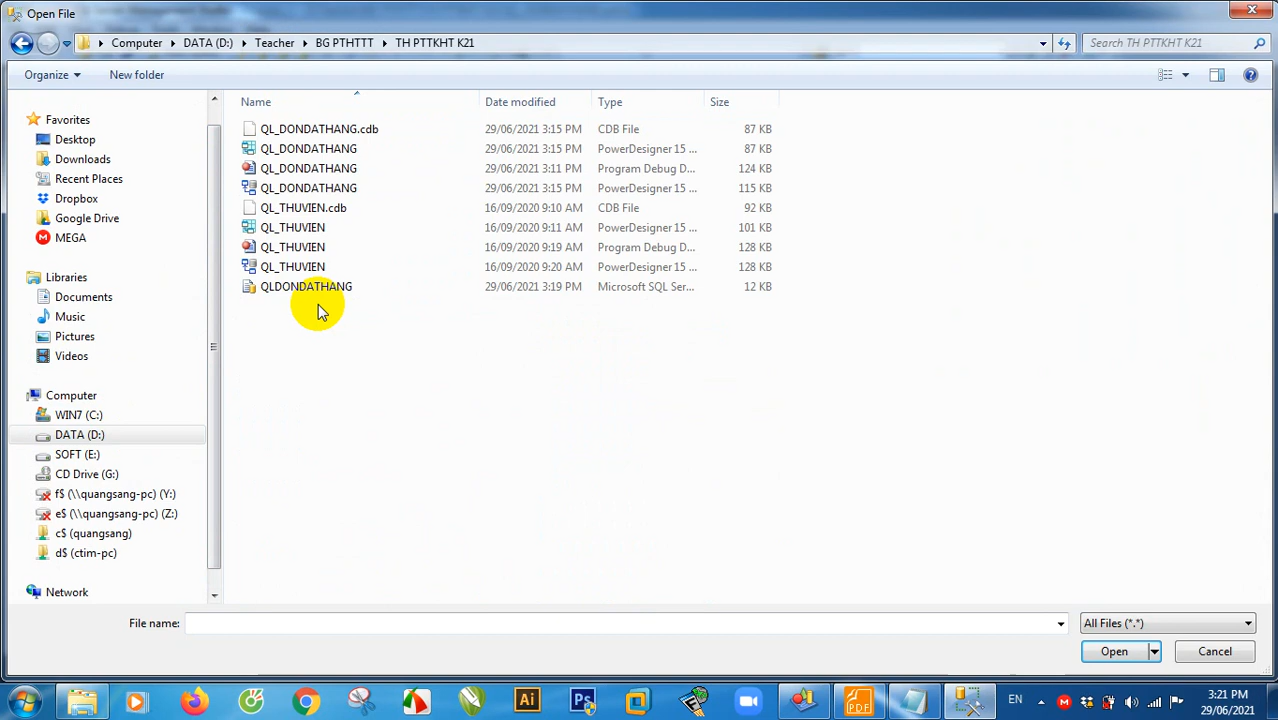 Open File
Computer DATA (D:) Teacher BG PTHTTT TH PTTKHT K21
Search TH PTTKHT K21
Organize New folder
Name Date modified Type Size
QL_DONDATHANG.cdb 29/06/2021 3:15 PM CDB File 87 KB
QL_DONDATHANG 29/06/2021 3:15 PM PowerDesigner 15 ... 87 KB
QL_DONDATHANG 29/06/2021 3:11 PM Program Debug D... 124 KB
QL_DONDATHANG 29/06/2021 3:15 PM PowerDesigner 15 ... 115 KB
QL_THUVIEN.cdb 16/09/2020 9:10 AM CDB File 92 KB
QL_THUVIEN 16/09/2020 9:11 AM PowerDesigner 15 ... 101 KB
QL_THUVIEN 16/09/2020 9:19 AM Program Debug D... 128 KB
QL_THUVIEN 16/09/2020 9:20 AM PowerDesigner 15 ... 128 KB
QLDONDATHANG 29/06/2021 3:19 PM Microsoft SQL Ser... 12 KB
Favorites
Desktop
Downloads
Recent Places
Dropbox
Google Drive
MEGA
Libraries
Documents
Music
Pictures
Videos
Computer
WIN7 (C:)
DATA (D:)
SOFT (E:)
CD Drive (G:)
f$ (\\quangsang-pc) (Y:)
e$ (\\quangsang-pc) (Z:)
c$ (quangsang)
d$ (ctim-pc)
Network
File name:
All Files (*.*)
Open Cancel
EN
3:21 PM
29/06/2021